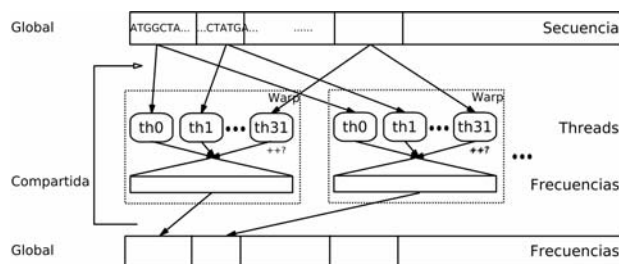 Global ATGGCTA... ...CTATGA... ...... Secuencia
Warp Warp
th0 th1 ••• th31 th0 th1 ••• th31 Threads
++? ++? •••
Compartida Frecuencias
Global Frecuencias